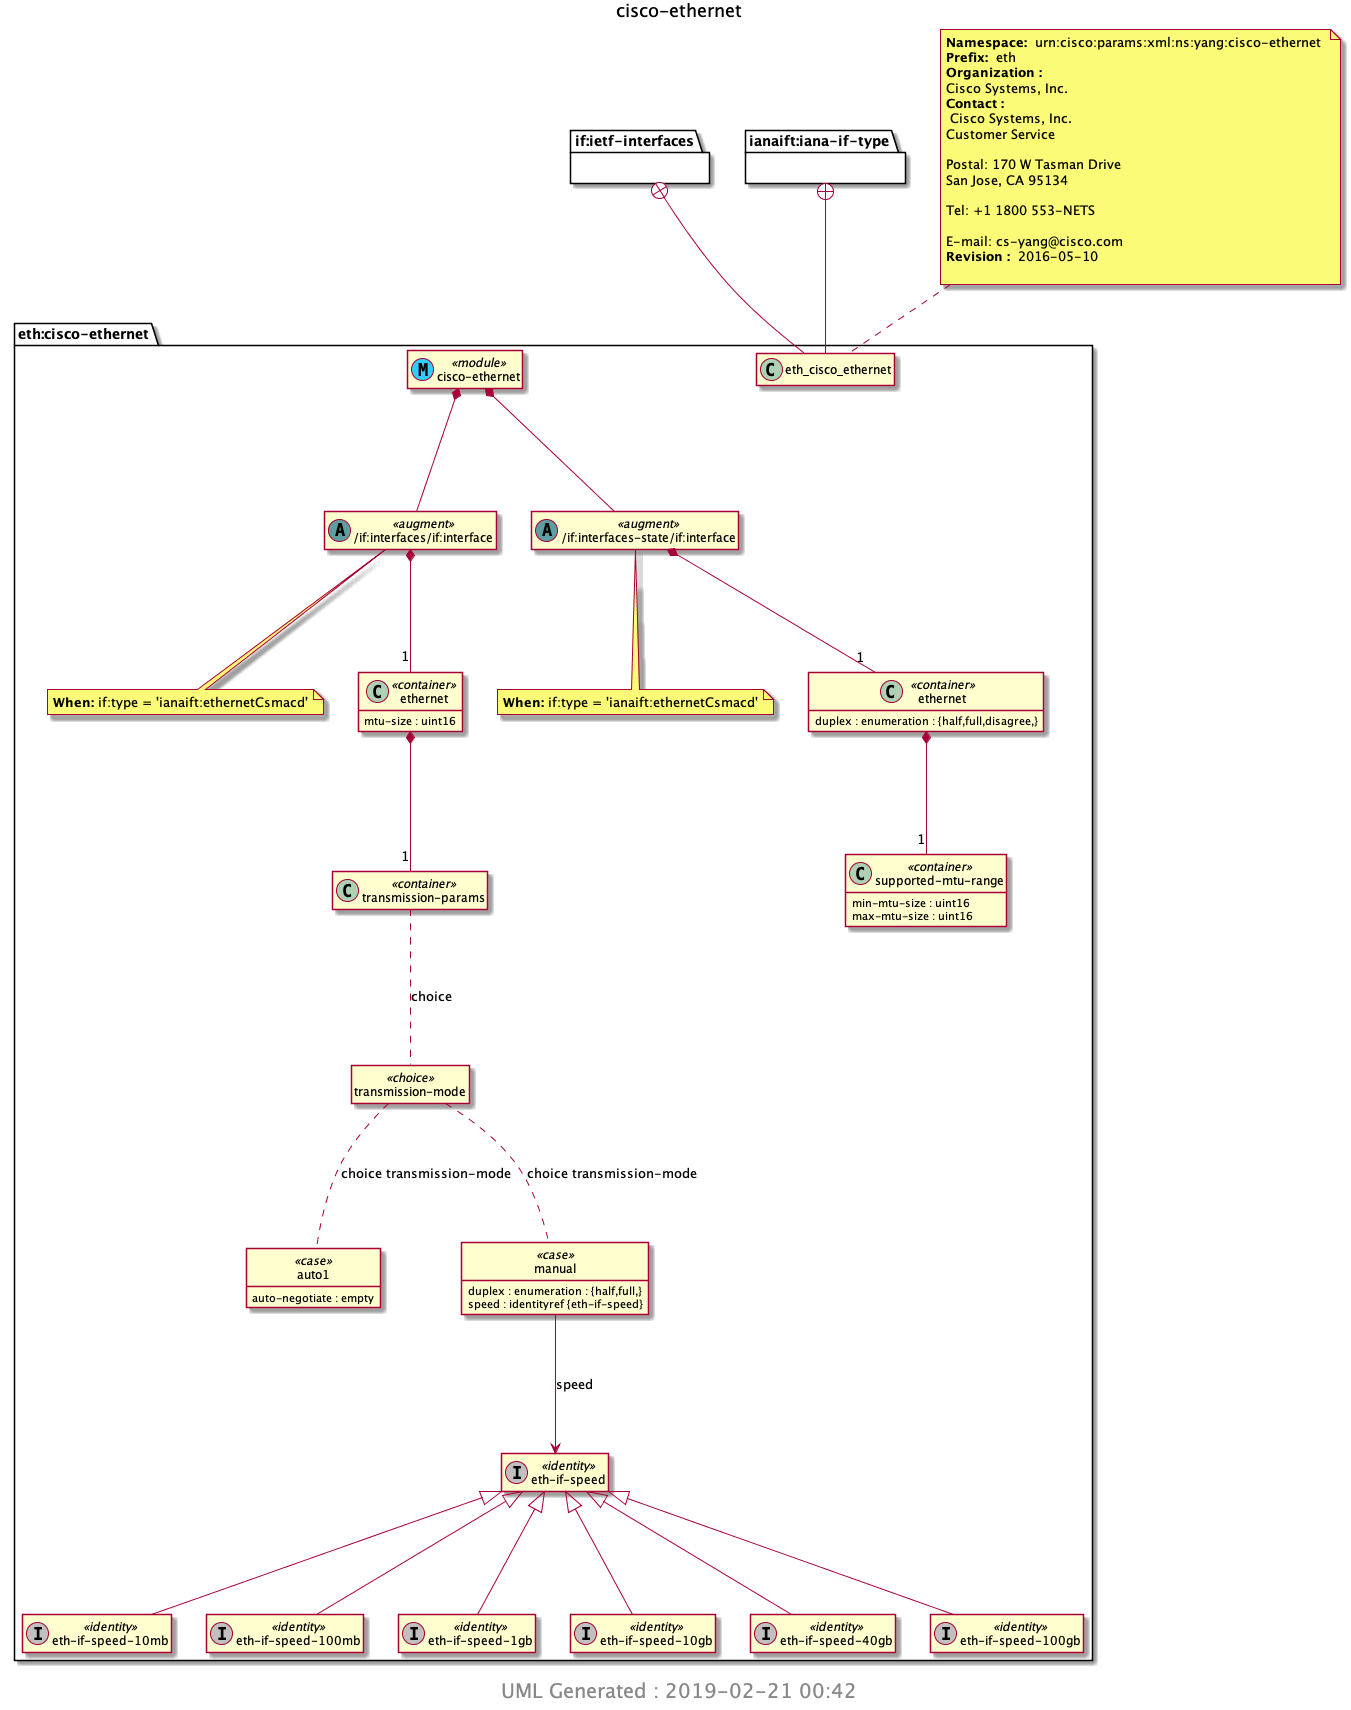 cisco-ethernet
Namespace: urn:cisco:params:xml:ns:yang:cisco-ethernet
Prefix: eth
Organization :
Cisco Systems, Inc.
Contact :
Cisco Systems, Inc.
Customer Service
Postal: 170 W Tasman Drive
San Jose, CA 95134
Tel: +1 1800 553-NETS
E-mail: cs-yang@cisco.com
Revision : 2016-05-10
if:ietf-interfaces
ianaift:iana-if-type
eth:cisco-ethernet
M
«module»
cisco-ethernet
C
eth_cisco_ethernet
A
«augment»
/if:interfaces/if:interface
A
«augment»
/if:interfaces-state/if:interface
When: if:type = 'ianaift:ethernetCsmacd'
1
C
«container»
ethernet
mtu-size : uint16
When: if:type = 'ianaift:ethernetCsmacd'
1
C
«container»
ethernet
duplex : enumeration : {half,full,disagree,}
1
C
«container»
transmission-params
1
C
«container»
supported-mtu-range
min-mtu-size : uint16
max-mtu-size : uint16
choice
«choice»
transmission-mode
choice transmission-mode
choice transmission-mode
«case»
auto1
auto-negotiate : empty
«case»
manual
duplex : enumeration : {half,full,}
speed : identityref {eth-if-speed}
speed
I
«identity»
eth-if-speed
I
«identity»
eth-if-speed-10mb
I
«identity»
eth-if-speed-100mb
I
«identity»
eth-if-speed-1gb
I
«identity»
eth-if-speed-10gb
I
«identity»
eth-if-speed-40gb
I
«identity»
eth-if-speed-100gb
UML Generated : 2019-02-21 00:42